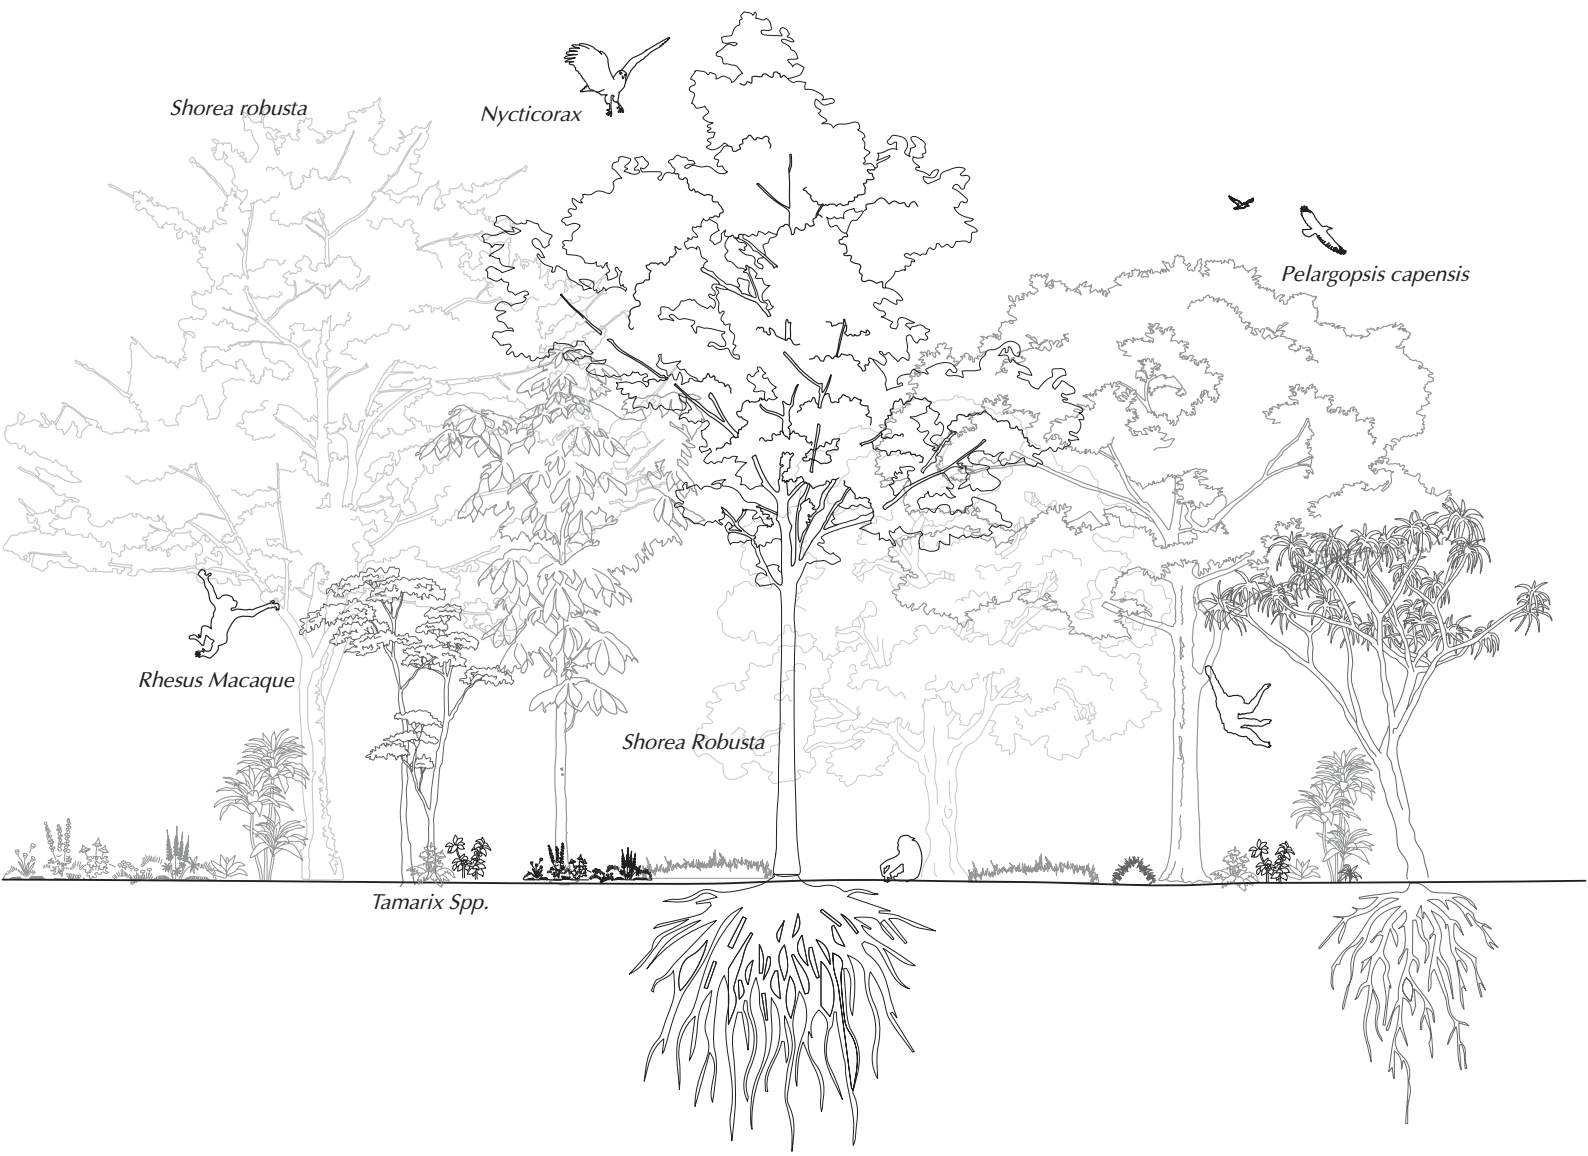 Shorea robusta
Nycticorax
Pelargopsis capensis
Rhesus Macaque
Shorea Robusta
Tamarix Spp.